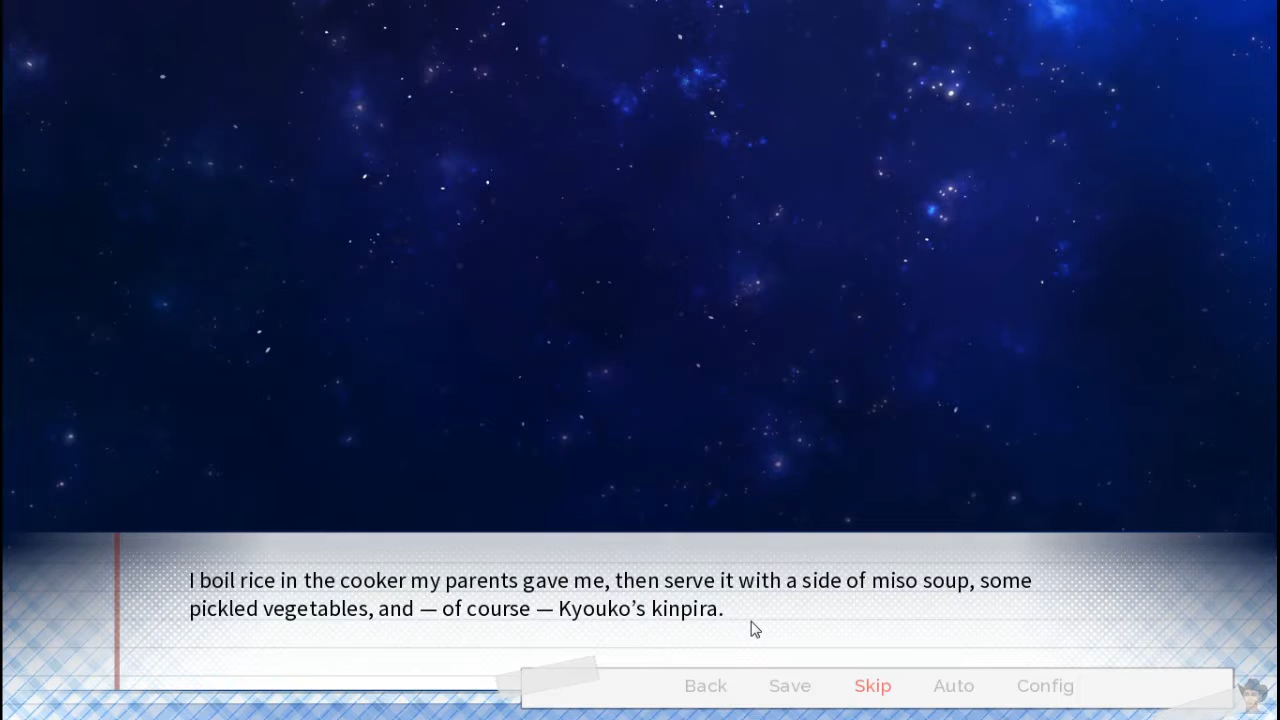 I boil rice in the cooker my parents gave me, then serve it with a side of miso soup, some
pickled vegetables, and — of course — Kyouko’s kinpira.
Back Save Skip Auto Config